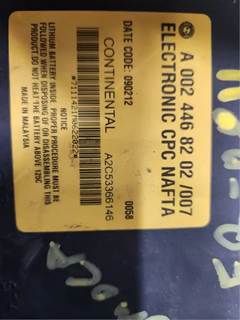 A 002 446 82 02 /007
ELECTRONIC CPC NAFTA
DATE CODE: 090212
0058
CONTINENTAL
A2C53366146
NOTICE
LITHIUM BATTERY INSIDE. PROPER PROCEDURE MUST BE
FOLLOWED WHEN DISPOSING OF OR DISASSEMBLING THIS
PRODUCT. DO NOT HEAT THE BATTERY ABOVE 125C
MADE IN MALAYSIA